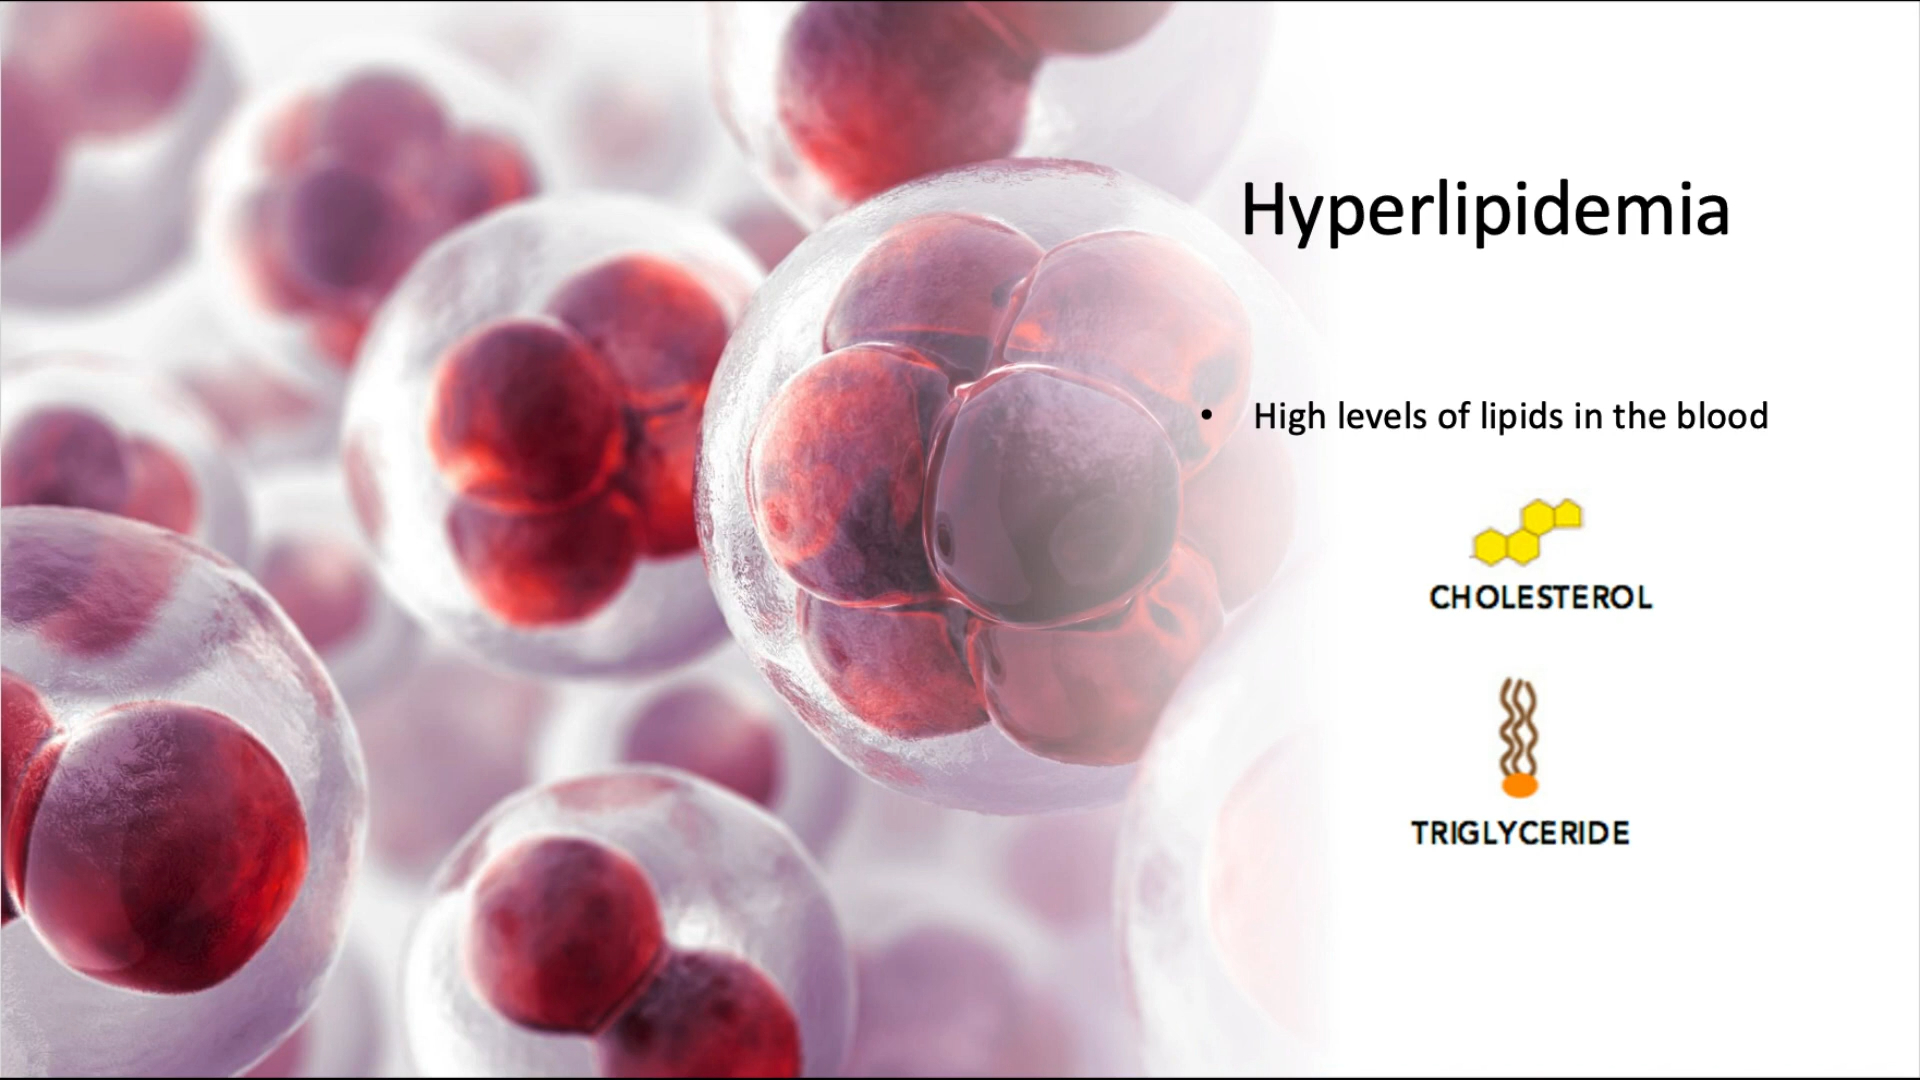 Hyperlipidemia
• High levels of lipids in the blood
CHOLESTEROL
TRIGLYCERIDE